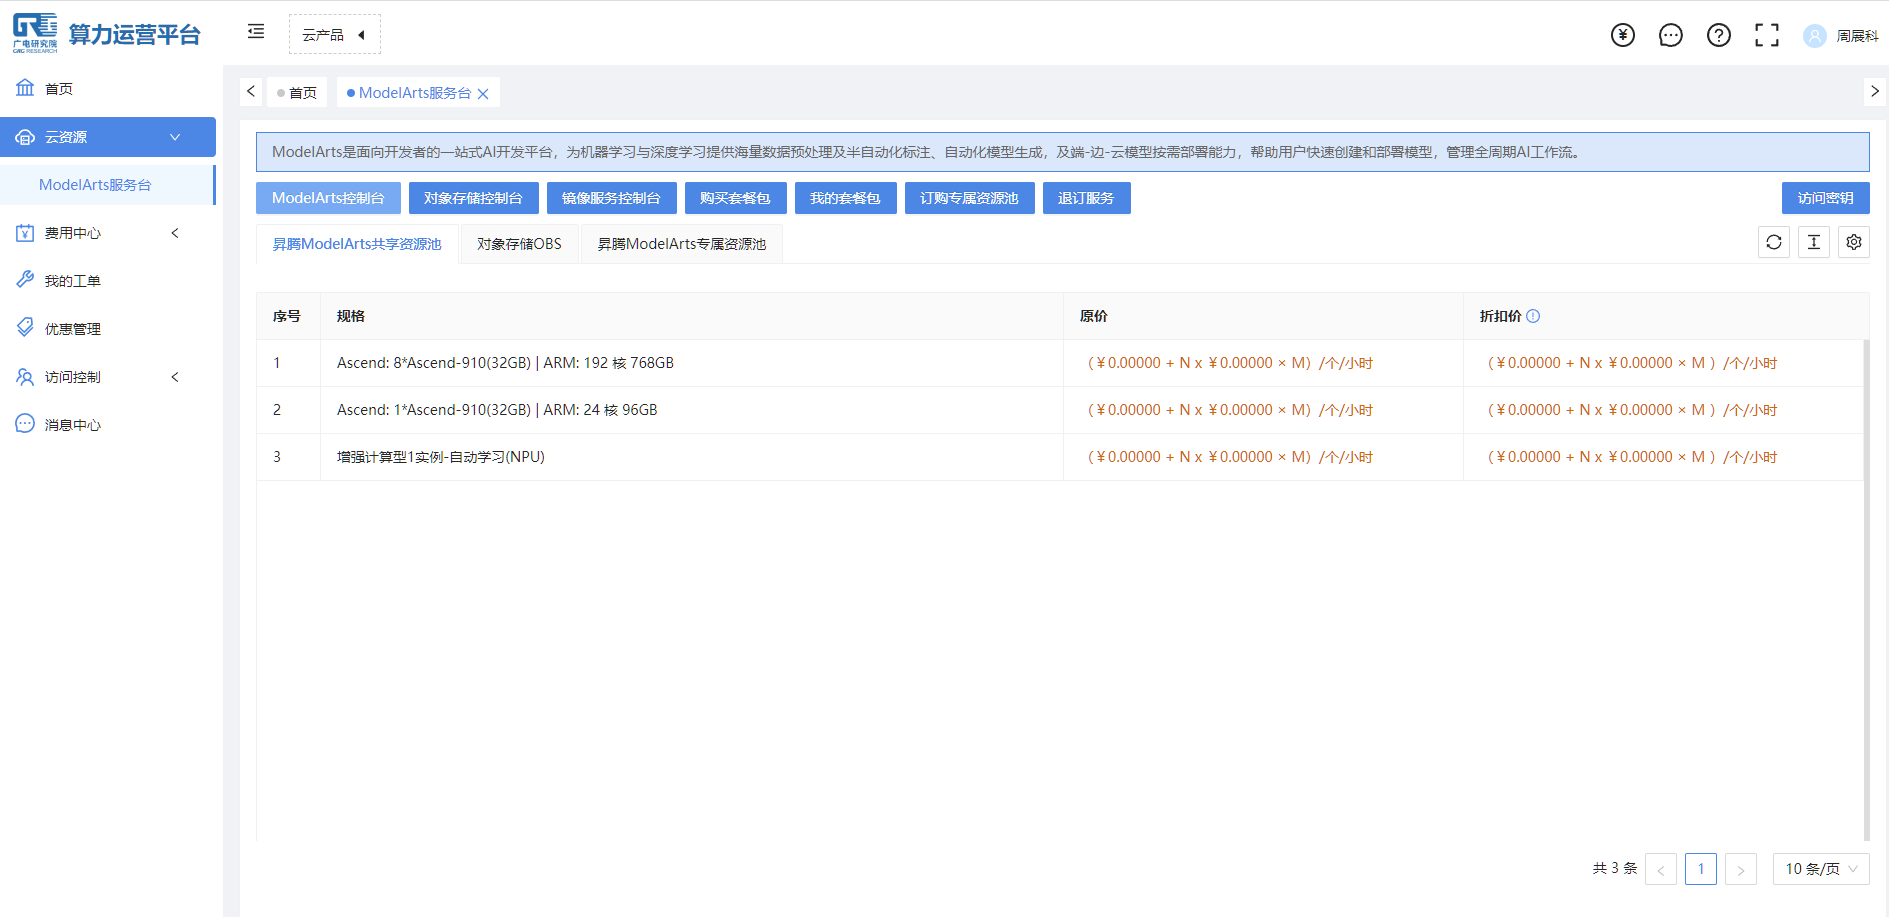 广电研究院
GRG RESEARCH
算力运营平台
云产品
周展科
首页
云资源
ModelArts服务台
费用中心
我的工单
优惠管理
访问控制
消息中心
首页
ModelArts服务台
ModelArts是面向开发者的一站式AI开发平台，为机器学习与深度学习提供海量数据预处理及半自动化标注、自动化模型生成，及端-边-云模型按需部署能力，帮助用户快速创建和部署模型，管理全周期AI工作流。
ModelArts控制台 对象存储控制台 镜像服务控制台 购买套餐包 我的套餐包 订购专属资源池 退订服务 访问密钥
昇腾ModelArts共享资源池 对象存储OBS 昇腾ModelArts专属资源池
序号 规格 原价 折扣价
1 Ascend: 8*Ascend-910(32GB) | ARM: 192 核 768GB （¥0.00000 + N x ¥0.00000 × M）/个/小时 （¥0.00000 + N x ¥0.00000 × M ）/个/小时
2 Ascend: 1*Ascend-910(32GB) | ARM: 24 核 96GB （¥0.00000 + N x ¥0.00000 × M）/个/小时 （¥0.00000 + N x ¥0.00000 × M ）/个/小时
3 增强计算型1实例-自动学习(NPU) （¥0.00000 + N x ¥0.00000 × M）/个/小时 （¥0.00000 + N x ¥0.00000 × M ）/个/小时
共 3 条 < 1 > 10 条/页